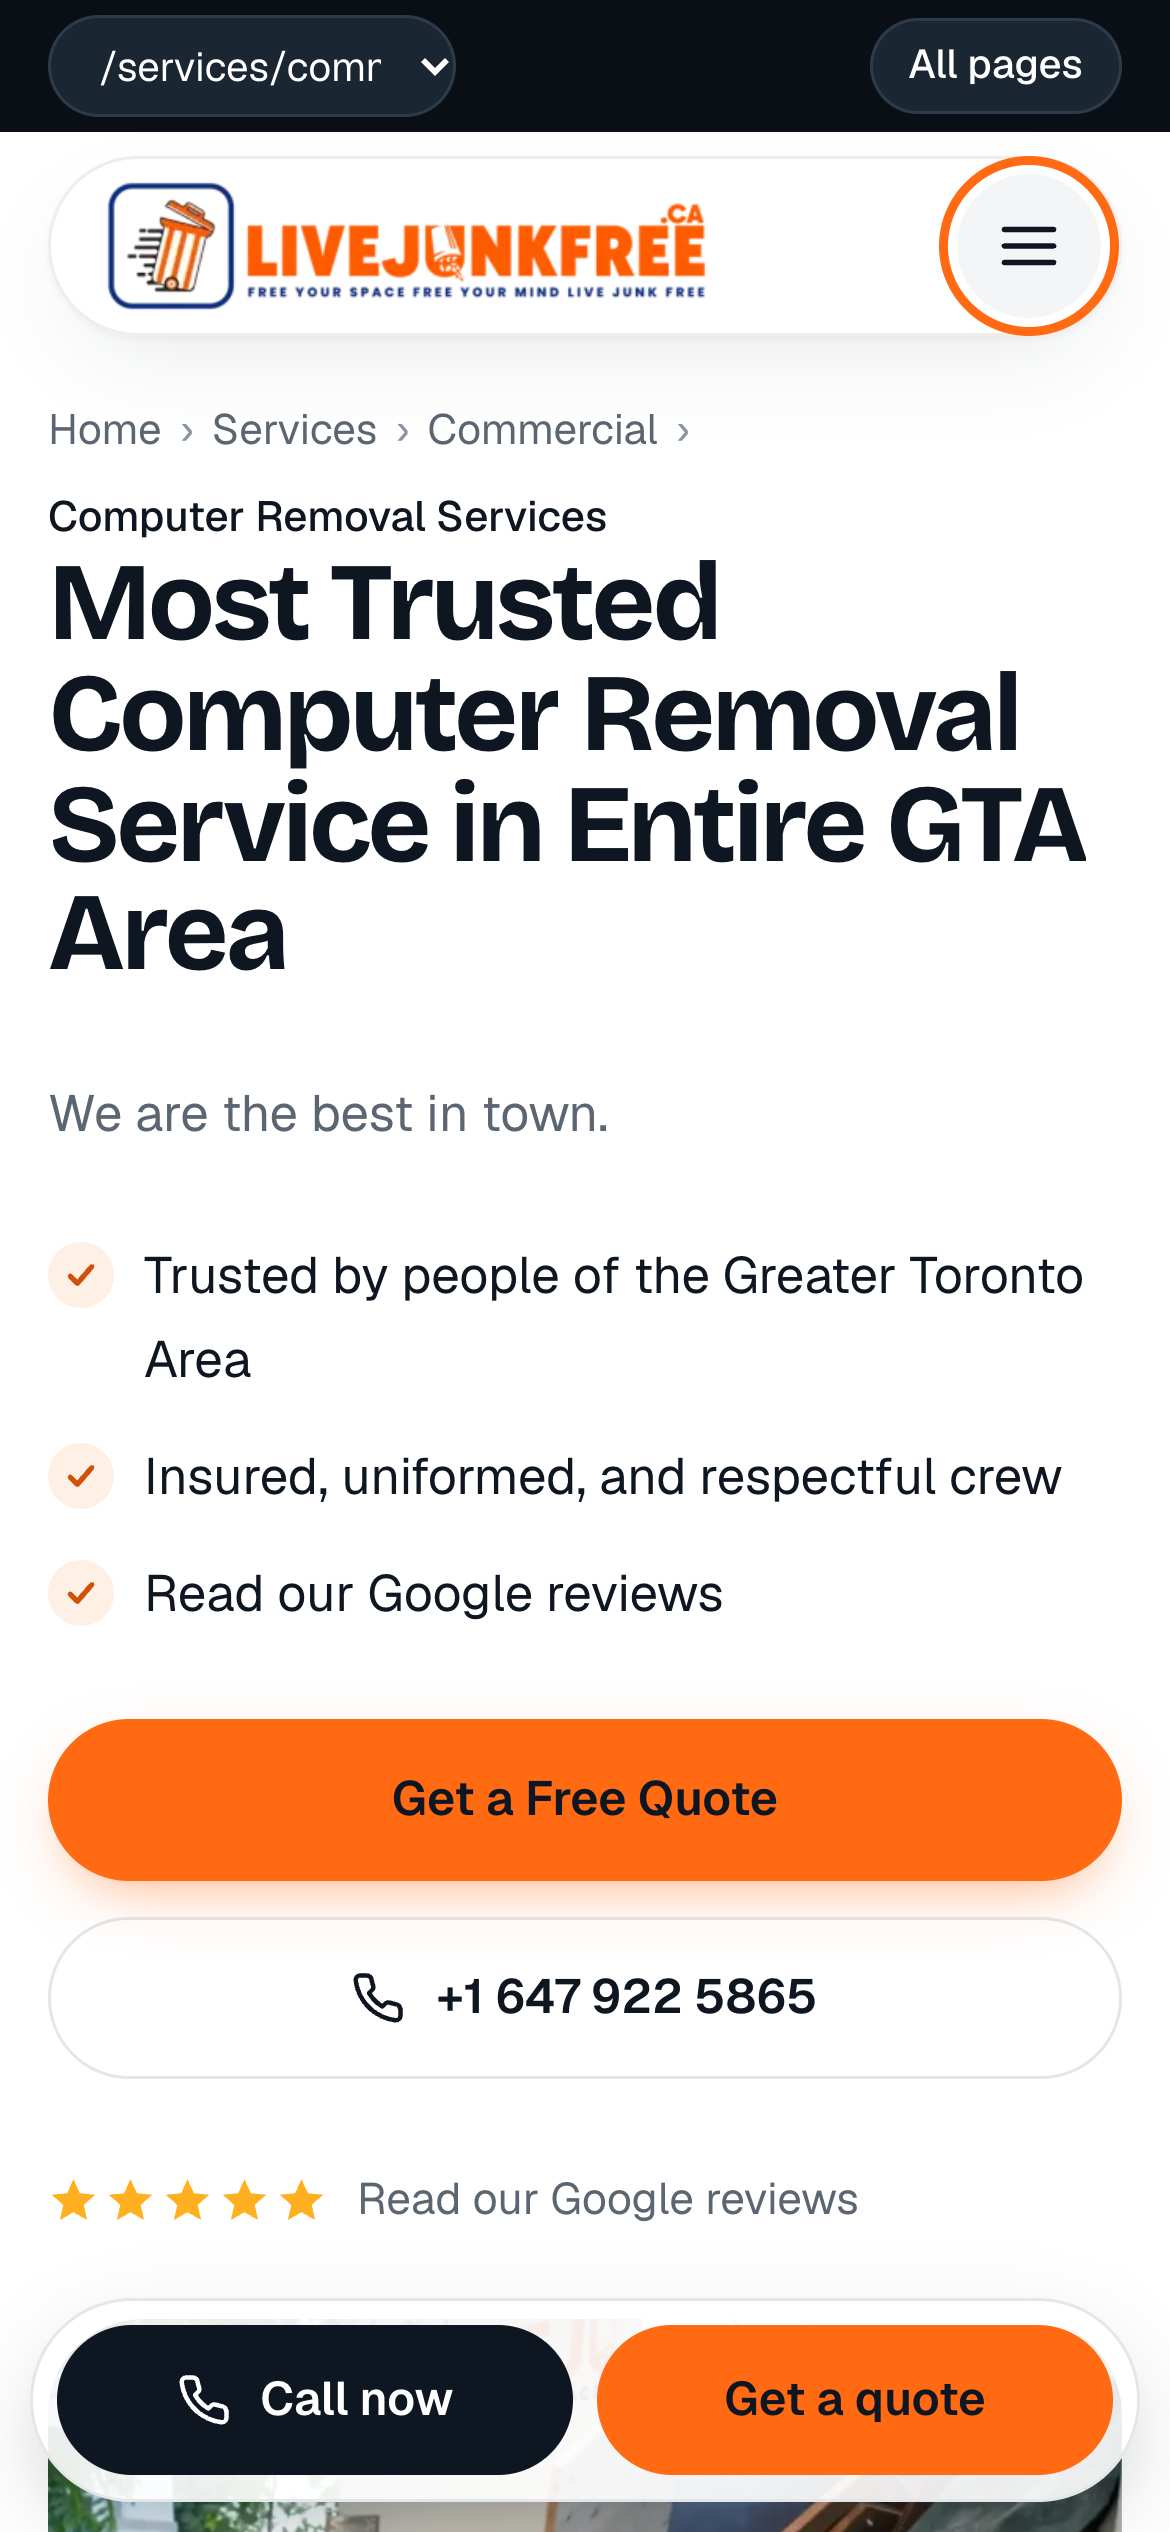 /services/comr
All pages
LIVEJUNKFREE
.CA
FREE YOUR SPACE FREE YOUR MIND LIVE JUNK FREE
Home › Services › Commercial ›
Computer Removal Services
Most Trusted
Computer Removal
Service in Entire GTA
Area
We are the best in town.
Trusted by people of the Greater Toronto
Area
Insured, uniformed, and respectful crew
Read our Google reviews
Get a Free Quote
+1 647 922 5865
Read our Google reviews
Call now
Get a quote